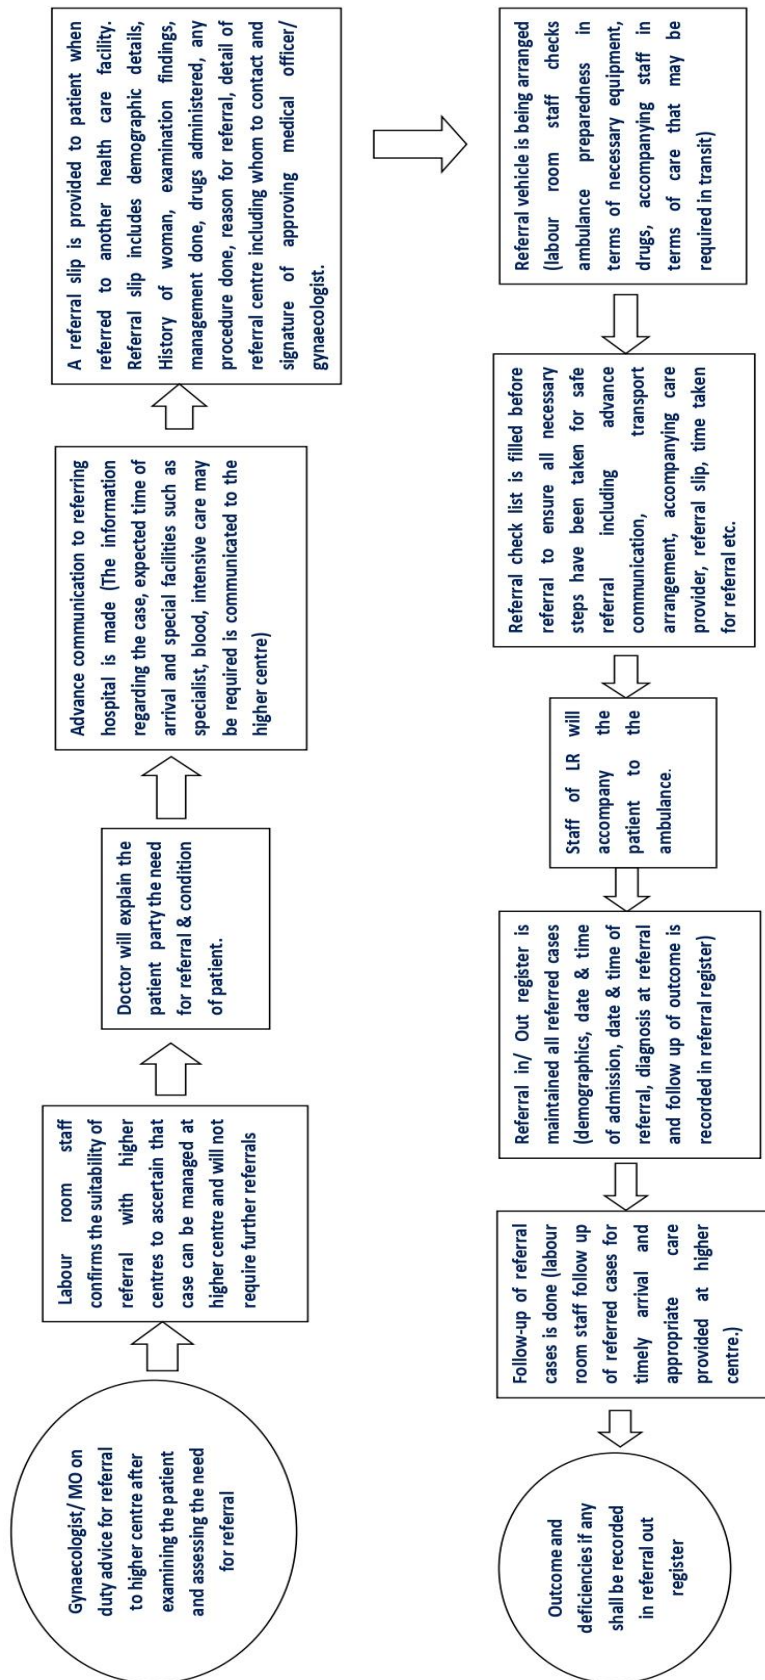 Gynaecologist/ MO on
duty advice for referral
to higher centre after
examining the patient
and assessing the need
for referral
Labour room staff
confirms the suitability of
referral with higher
centres to ascertain that
case can be managed at
higher centre and will not
require further referrals
Doctor will explain the
patient party the need
for referral & condition
of patient.
Advance communication to referring
hospital is made (The information
regarding the case, expected time of
arrival and special facilities such as
specialist, blood, intensive care may
be required is communicated to the
higher centre)
A referral slip is provided to patient when
referred to another health care facility.
Referral slip includes demographic details,
History of woman, examination findings,
management done, drugs administered, any
procedure done, reason for referral, detail of
referral centre including whom to contact and
signature of approving medical officer/
gynaecologist.
Referral vehicle is being arranged
(labour room staff checks
ambulance preparedness in
terms of necessary equipment,
drugs, accompanying staff in
terms of care that may be
required in transit)
Referral check list is filled before
referral to ensure all necessary
steps have been taken for safe
referral including advance
communication, transport
arrangement, accompanying care
provider, referral slip, time taken
for referral etc.
Staff of LR will
accompany the
patient to the
ambulance.
Referral in/ Out register is
maintained all referred cases
(demographics, date & time
of admission, date & time of
referral, diagnosis at referral
and follow up of outcome is
recorded in referral register)
Follow-up of referral
cases is done (labour
room staff follow up
of referred cases for
timely arrival and
appropriate care
provided at higher
centre.)
Outcome and
deficiencies if any
shall be recorded
in referral out
register